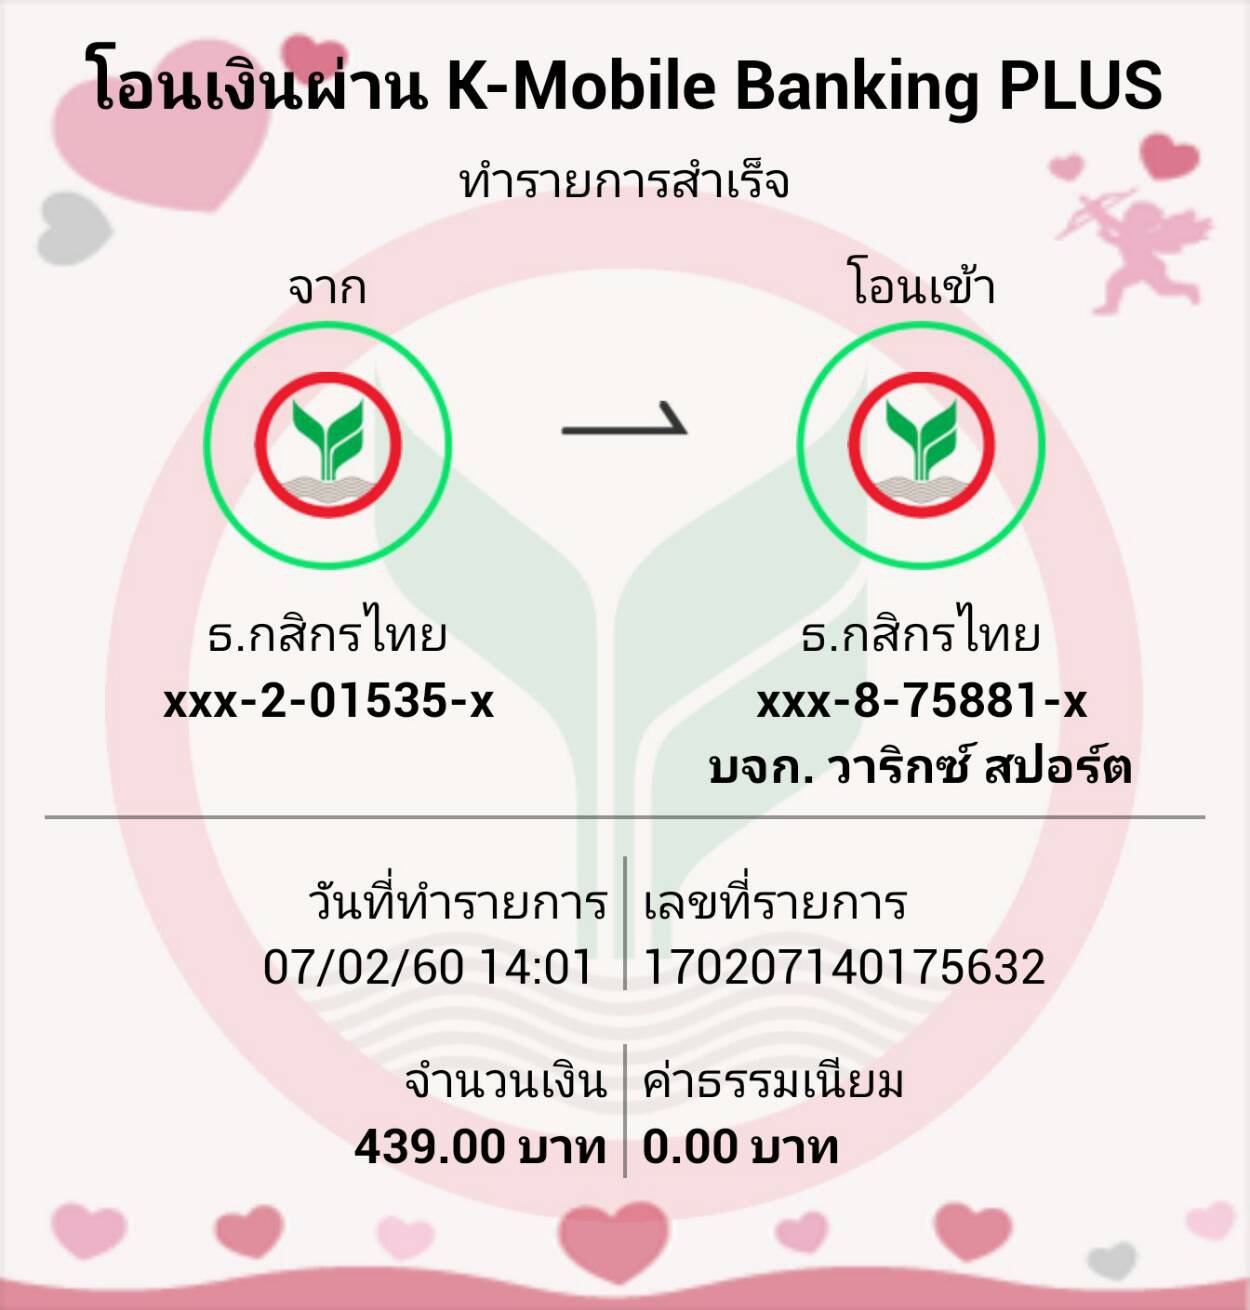 โอนเงินผ่าน K-Mobile Banking PLUS
ทำรายการสำเร็จ
จาก
โอนเข้า
ธ.กสิกรไทย
xxx-2-01535-x
ธ.กสิกรไทย
xxx-8-75881-x
บจก. วาริกซ์ สปอร์ต
วันที่ทำรายการ
07/02/60 14:01
เลขที่รายการ
170207140175632
จำนวนเงิน
439.00 บาท
ค่าธรรมเนียม
0.00 บาท